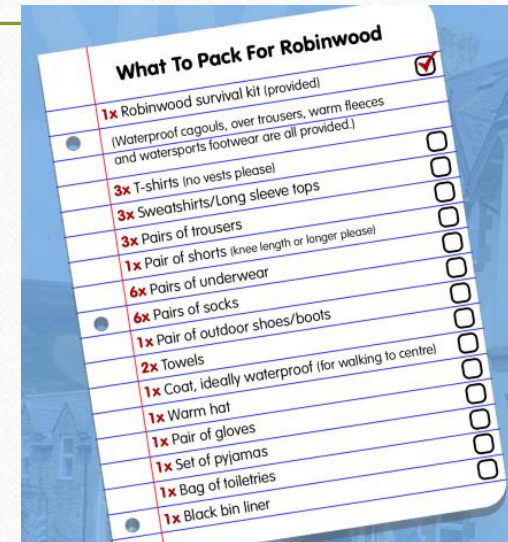 What To Pack For Robinwood
1x Robinwood survival kit (provided)
(Waterproof cagouls, over trousers, warm fleeces
and watersports footwear are all provided.)
3x T-shirts (no vests please)
3x Sweatshirts/Long sleeve tops
3x Pairs of trousers
1x Pair of shorts (knee length or longer please)
6x Pairs of underwear
6x Pairs of socks
1x Pair of outdoor shoes/boots
2x Towels
1x Coat, ideally waterproof (for walking to centre)
1x Warm hat
1x Pair of gloves
1x Set of pyjamas
1x Bag of toiletries
1x Black bin liner